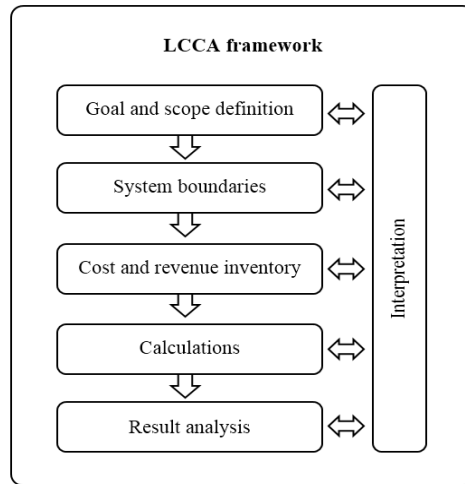 LCCA framework
Goal and scope definition
System boundaries
Cost and revenue inventory
Calculations
Result analysis
Interpretation